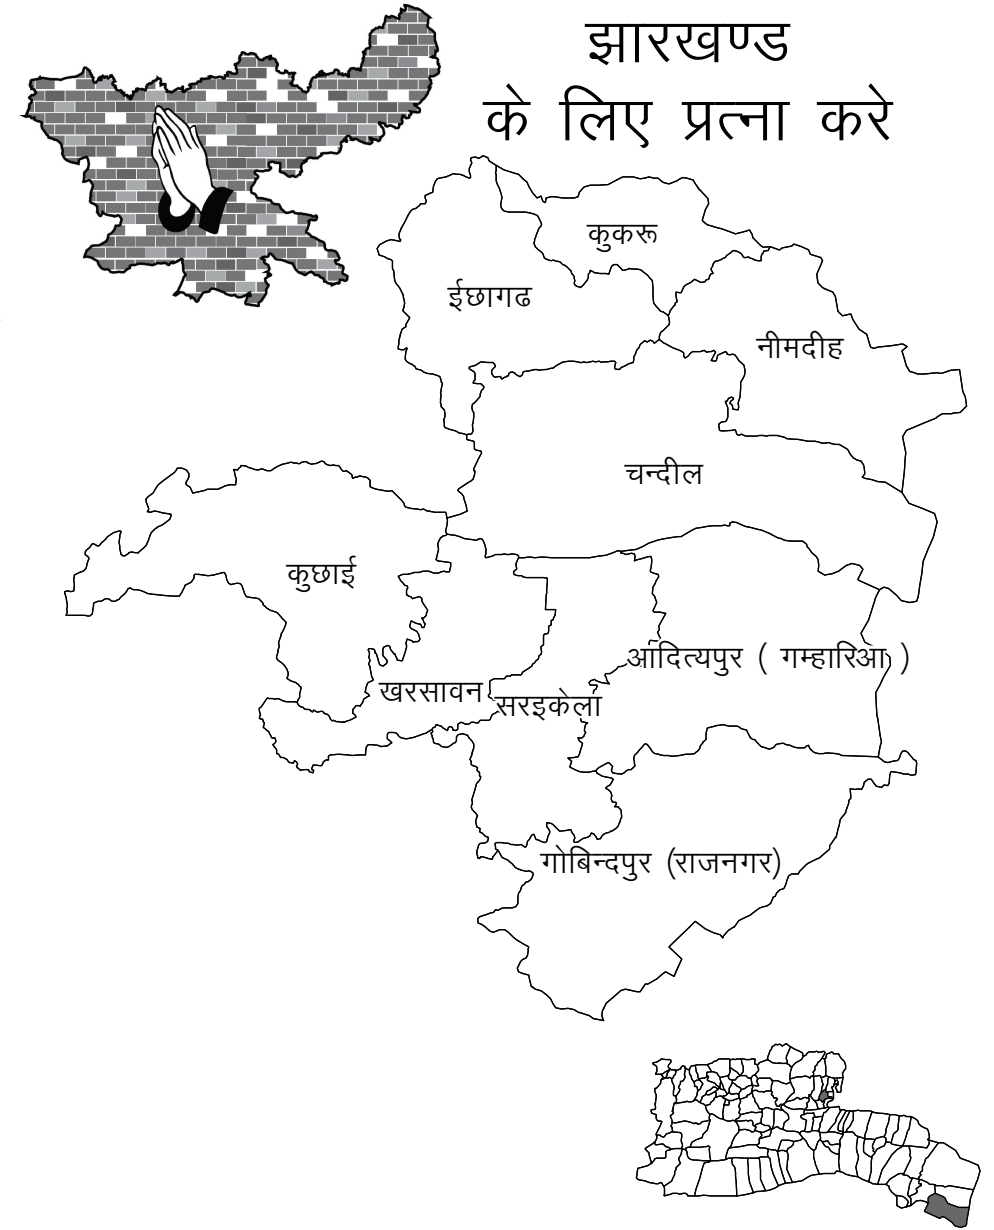 झारखण्ड
के लिए प्रत्ना करे
कुकरू
ईछागढ
नीमदीह
चन्दील
कुछाई
आदित्यपुर ( गम्हारिआ )
खरसावन
सरइकेला
गोबिन्दपुर (राजनगर)